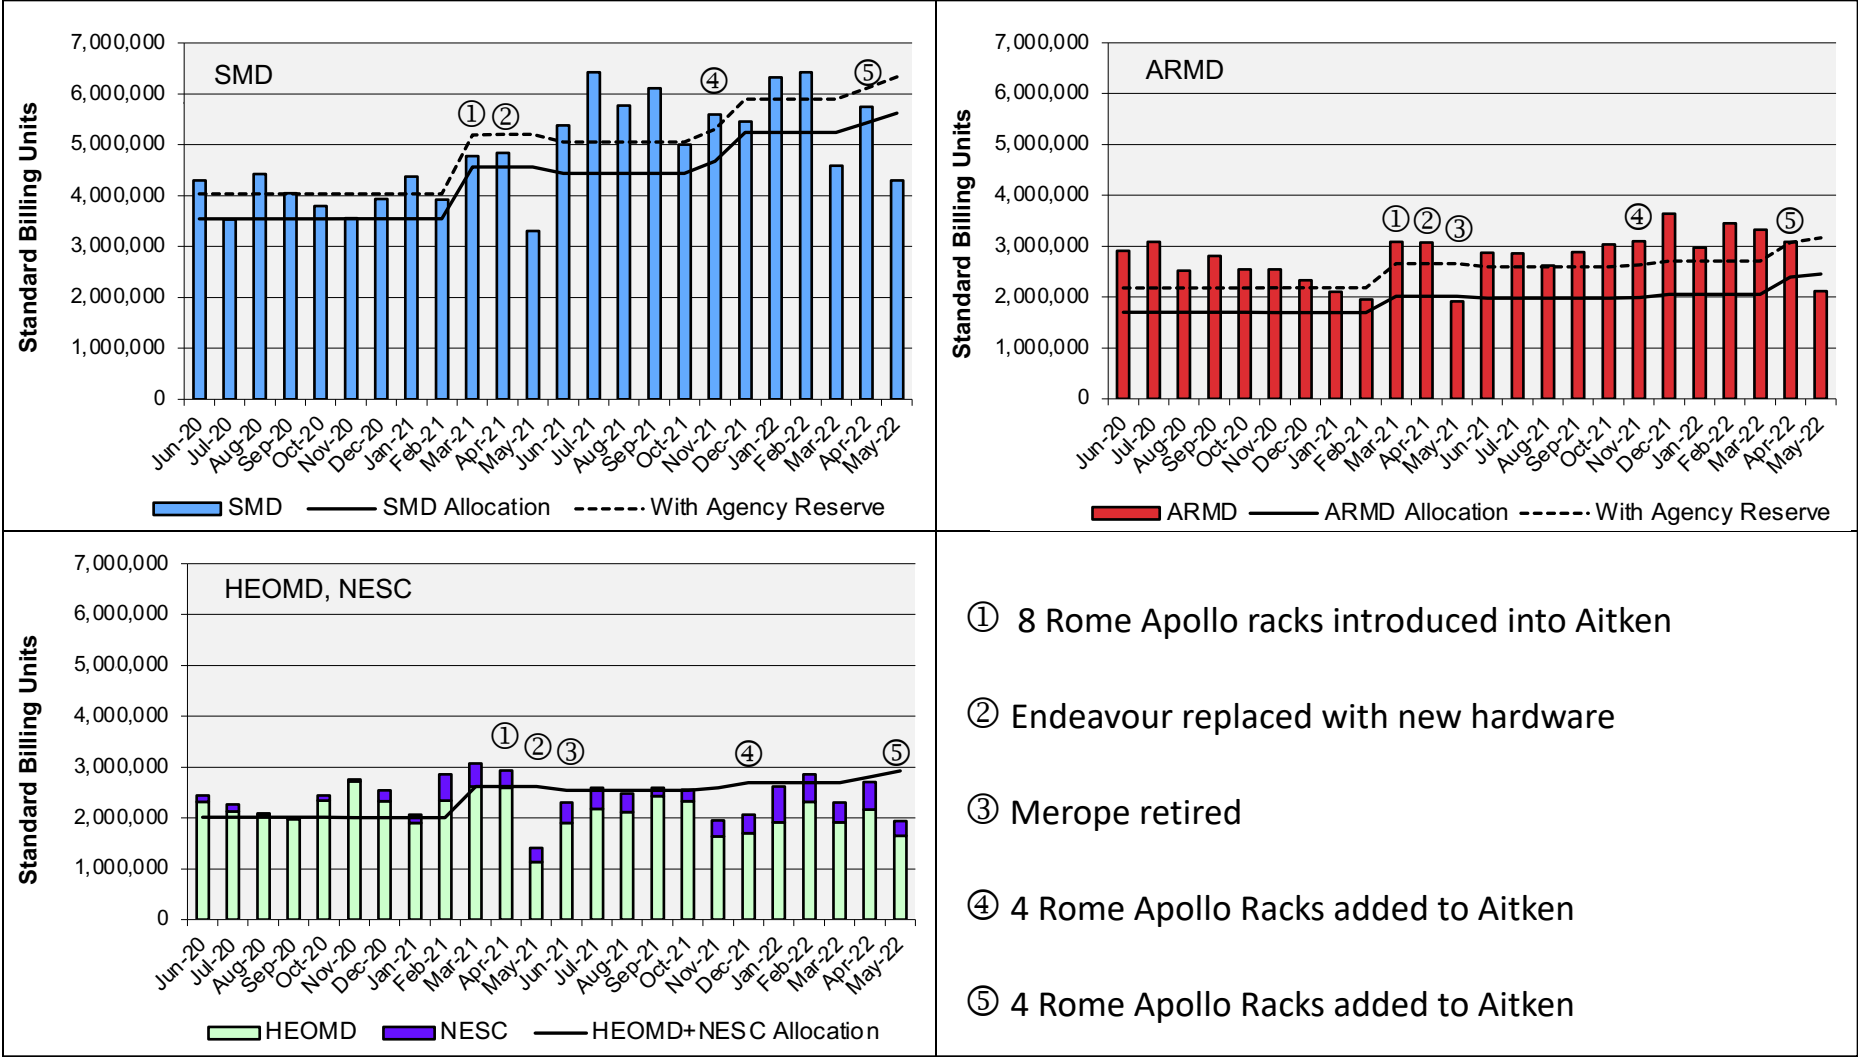 7,000,000
6,000,000
5,000,000
4,000,000
3,000,000
2,000,000
1,000,000
0
Standard Billing Units
SMD
① ② ④ ⑤
Jun-20 Jul-20 Aug-20 Sep-20 Oct-20 Nov-20 Dec-20 Jan-21 Feb-21 Mar-21 Apr-21 May-21 Jun-21 Jul-21 Aug-21 Sep-21 Oct-21 Nov-21 Dec-21 Jan-22 Feb-22 Mar-22 Apr-22 May-22
SMD SMD Allocation With Agency Reserve
7,000,000
6,000,000
5,000,000
4,000,000
3,000,000
2,000,000
1,000,000
0
Standard Billing Units
ARMD
① ② ③ ④ ⑤
Jun-20 Jul-20 Aug-20 Sep-20 Oct-20 Nov-20 Dec-20 Jan-21 Feb-21 Mar-21 Apr-21 May-21 Jun-21 Jul-21 Aug-21 Sep-21 Oct-21 Nov-21 Dec-21 Jan-22 Feb-22 Mar-22 Apr-22 May-22
ARMD ARMD Allocation With Agency Reserve
7,000,000
6,000,000
5,000,000
4,000,000
3,000,000
2,000,000
1,000,000
0
Standard Billing Units
HEOMD, NESC
① ② ③ ④ ⑤
Jun-20 Jul-20 Aug-20 Sep-20 Oct-20 Nov-20 Dec-20 Jan-21 Feb-21 Mar-21 Apr-21 May-21 Jun-21 Jul-21 Aug-21 Sep-21 Oct-21 Nov-21 Dec-21 Jan-22 Feb-22 Mar-22 Apr-22 May-22
HEOMD NESC HEOMD+NESC Allocation
① 8 Rome Apollo racks introduced into Aitken
② Endeavour replaced with new hardware
③ Merope retired
④ 4 Rome Apollo Racks added to Aitken
⑤ 4 Rome Apollo Racks added to Aitken